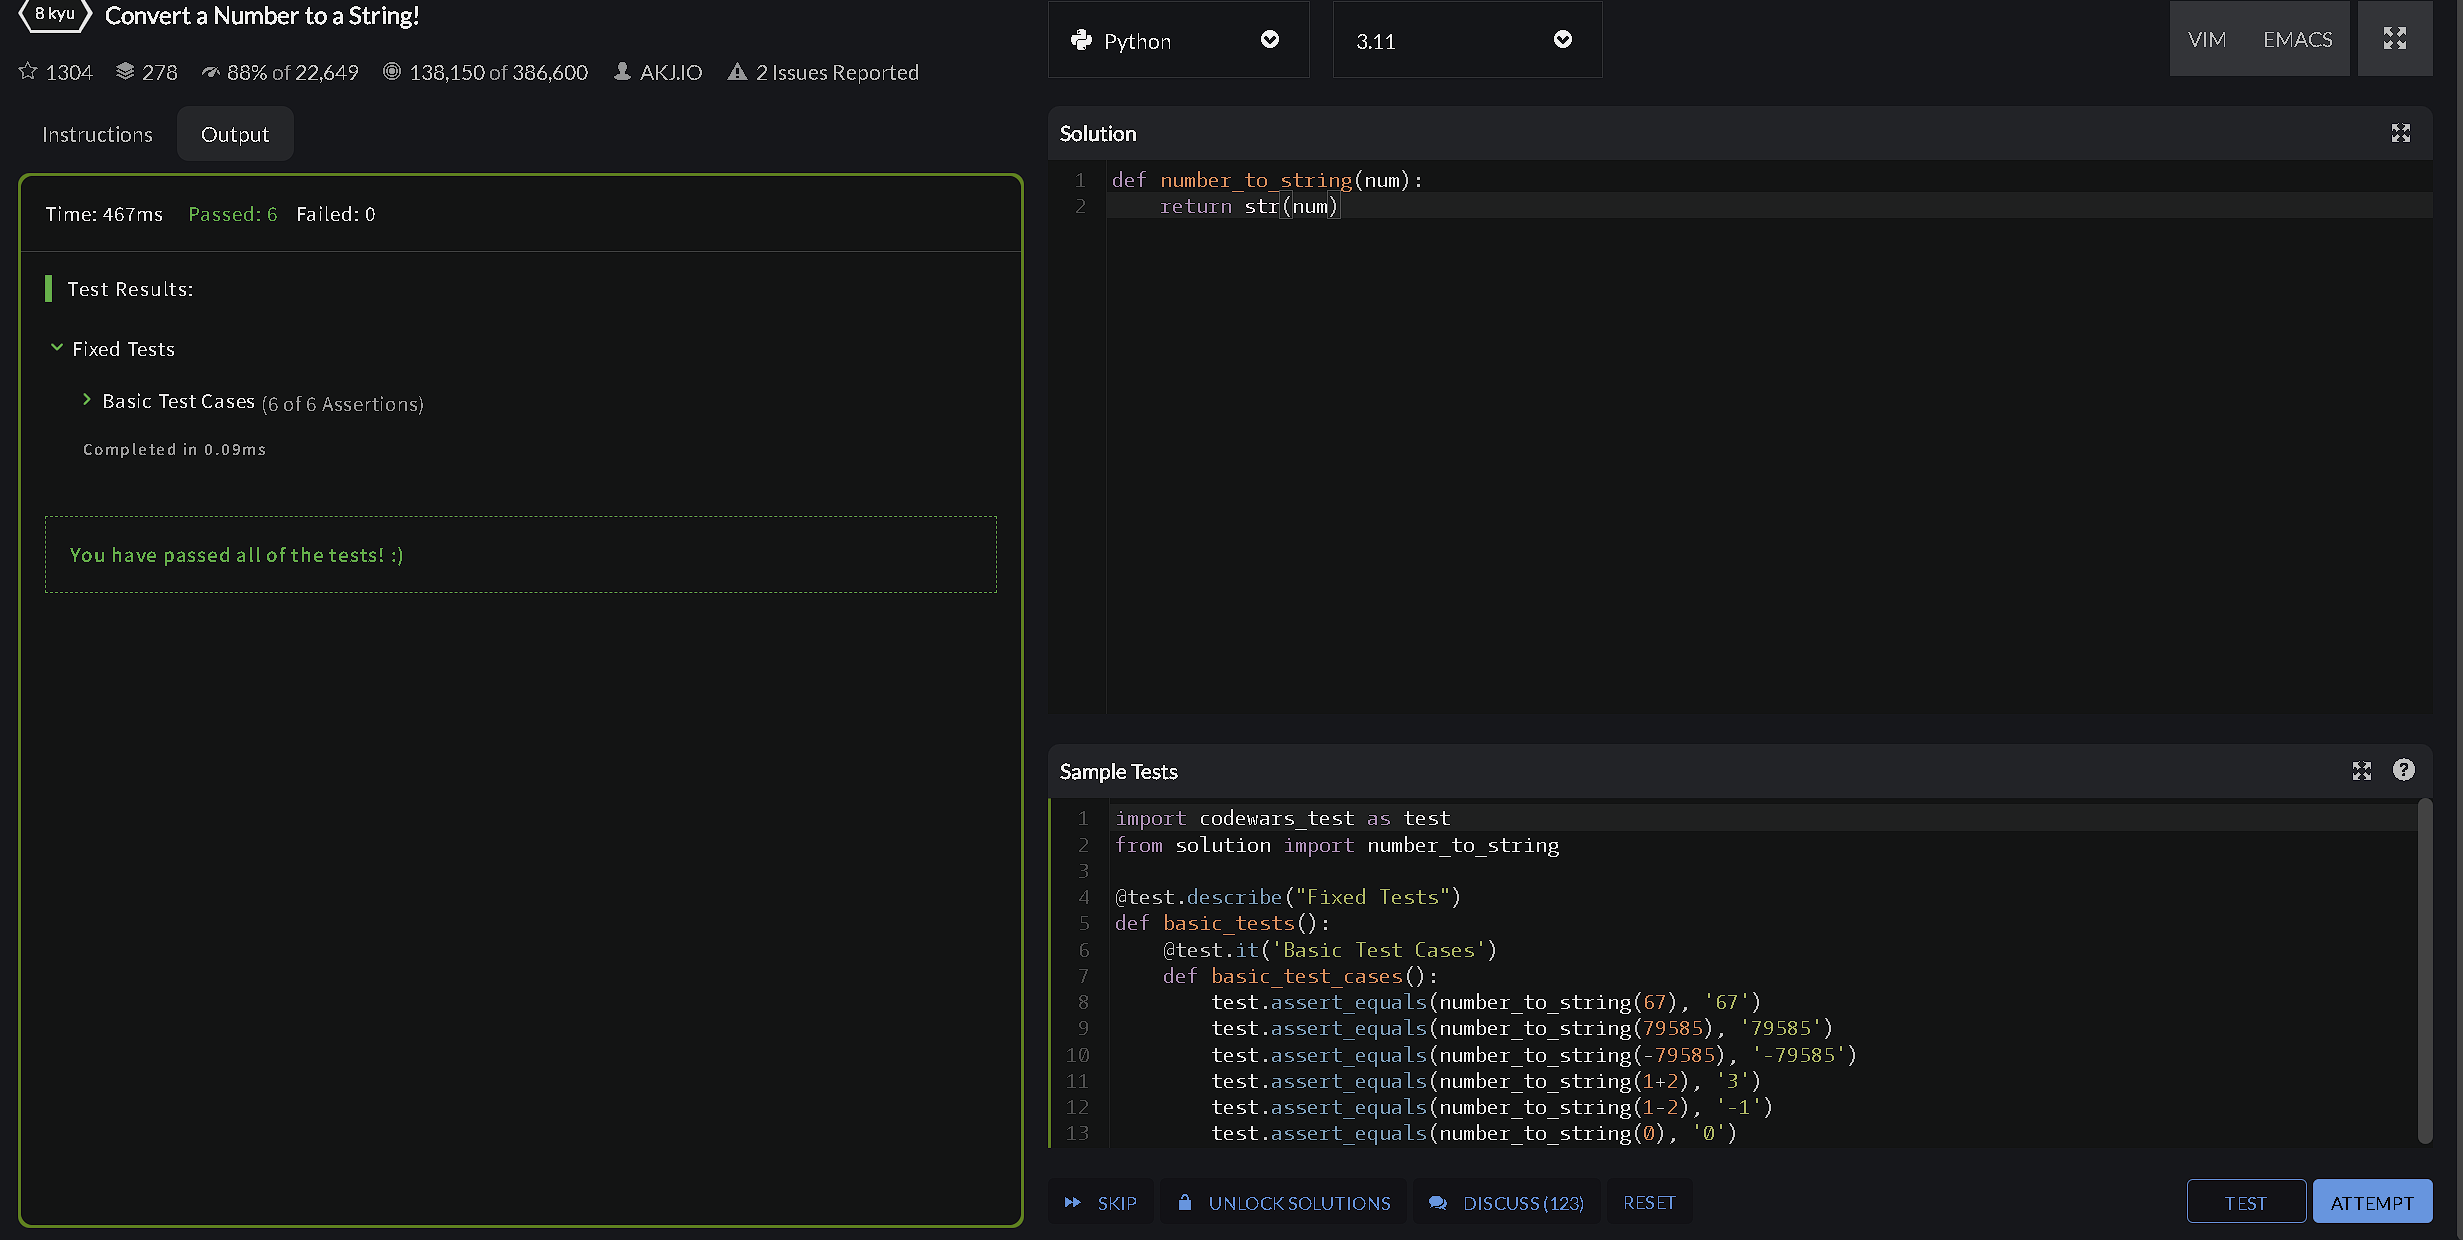 8 kyu Convert a Number to a String!
1304 278 88% of 22,649 138,150 of 386,600 AKJ.IO 2 Issues Reported
Instructions Output
Time: 467ms Passed: 6 Failed: 0
Test Results:
Fixed Tests
Basic Test Cases (6 of 6 Assertions)
Completed in 0.09ms
You have passed all of the tests! :)
Python 3.11 VIM EMACS
Solution
1 def number_to_string(num):
2     return str(num)
Sample Tests
1 import codewars_test as test
2 from solution import number_to_string
3
4 @test.describe("Fixed Tests")
5 def basic_tests():
6     @test.it('Basic Test Cases')
7     def basic_test_cases():
8         test.assert_equals(number_to_string(67), '67')
9         test.assert_equals(number_to_string(79585), '79585')
10         test.assert_equals(number_to_string(-79585), '-79585')
11         test.assert_equals(number_to_string(1+2), '3')
12         test.assert_equals(number_to_string(1-2), '-1')
13         test.assert_equals(number_to_string(0), '0')
SKIP UNLOCK SOLUTIONS DISCUSS (123) RESET TEST ATTEMPT